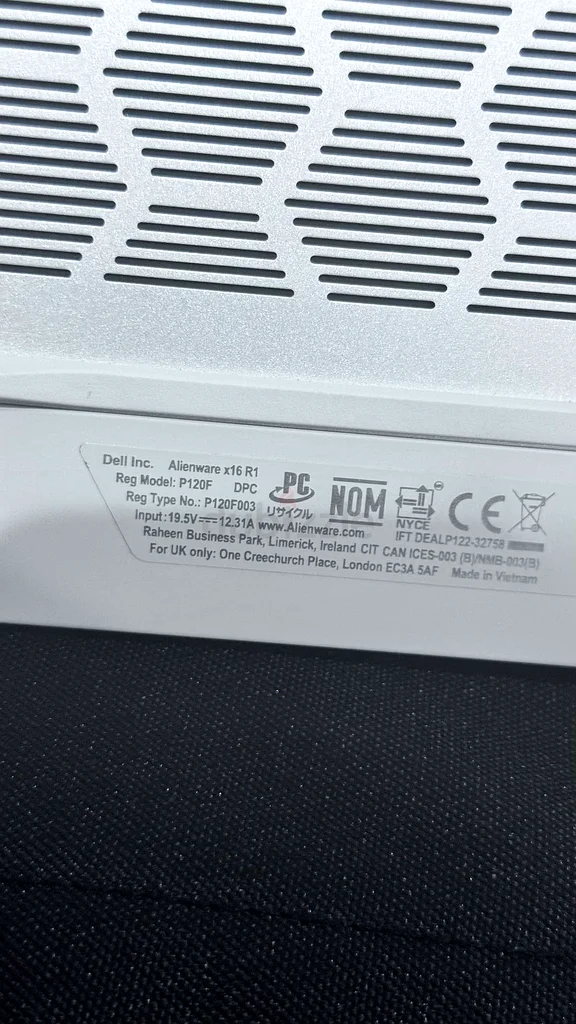 Dell Inc. Alienware x16 R1
Reg Model: P120F DPC
Reg Type No.: P120F003
Input:19.5V⎓12.31A www.Alienware.com
Raheen Business Park, Limerick, Ireland CIT CAN ICES-003 (B)/NMB-003(B)
For UK only: One Creechurch Place, London EC3A 5AF Made in Vietnam
PC
リサイクル
NOM
NYCE
IFT DEALP122-32758
CE